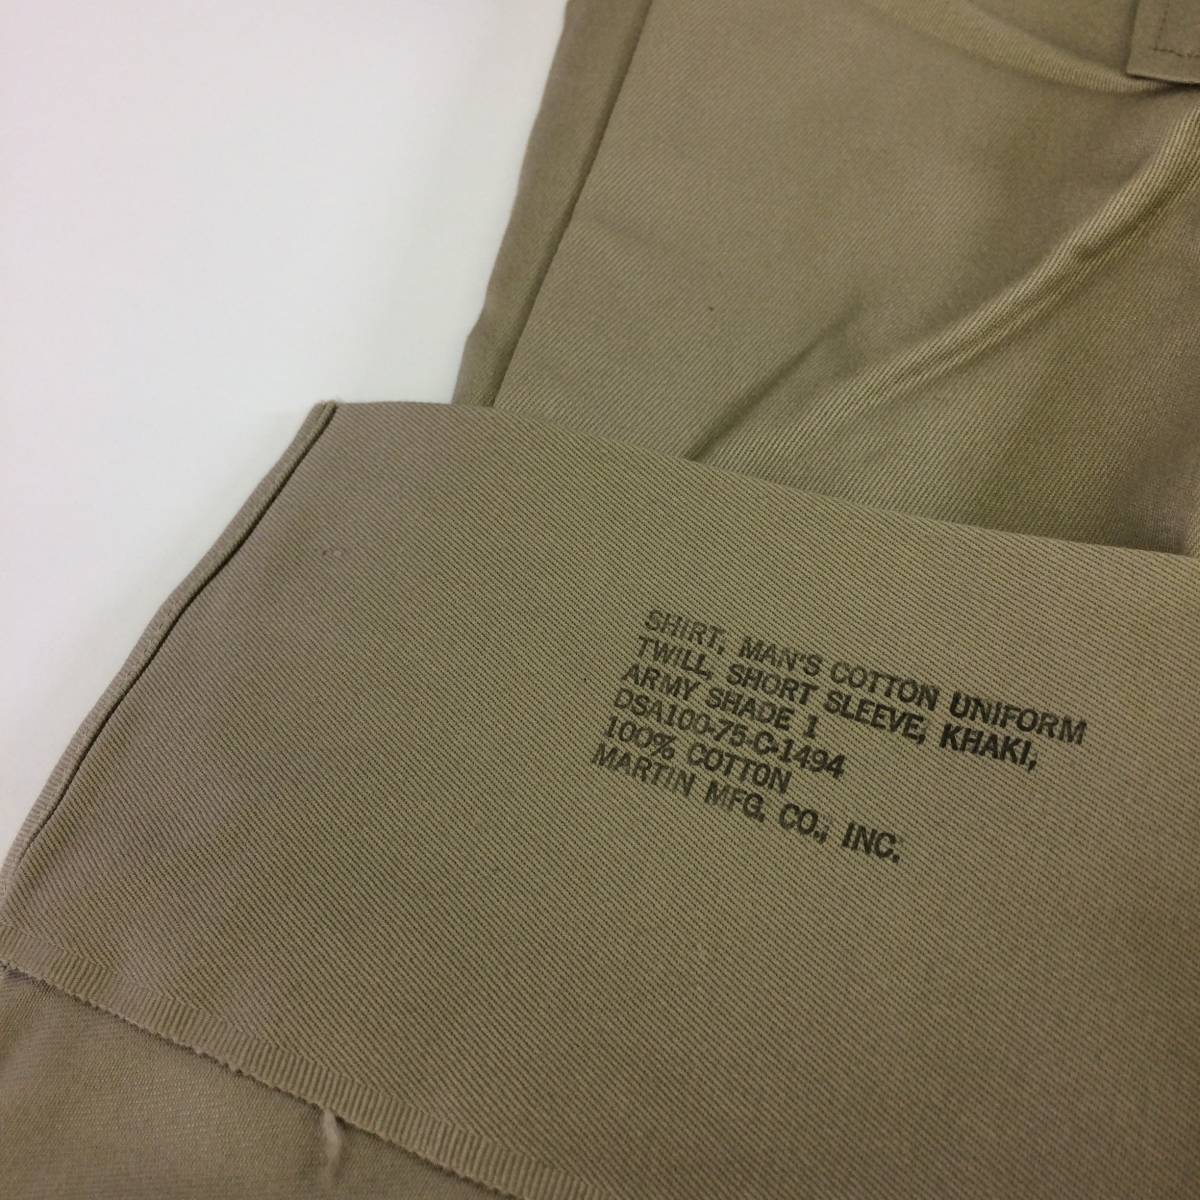 SHIRT, MAN'S COTTON UNIFORM
TWILL, SHORT SLEEVE, KHAKI,
ARMY SHADE 1
DSA100-75-C-1494
100% COTTON
MARTIN MFG. CO., INC.